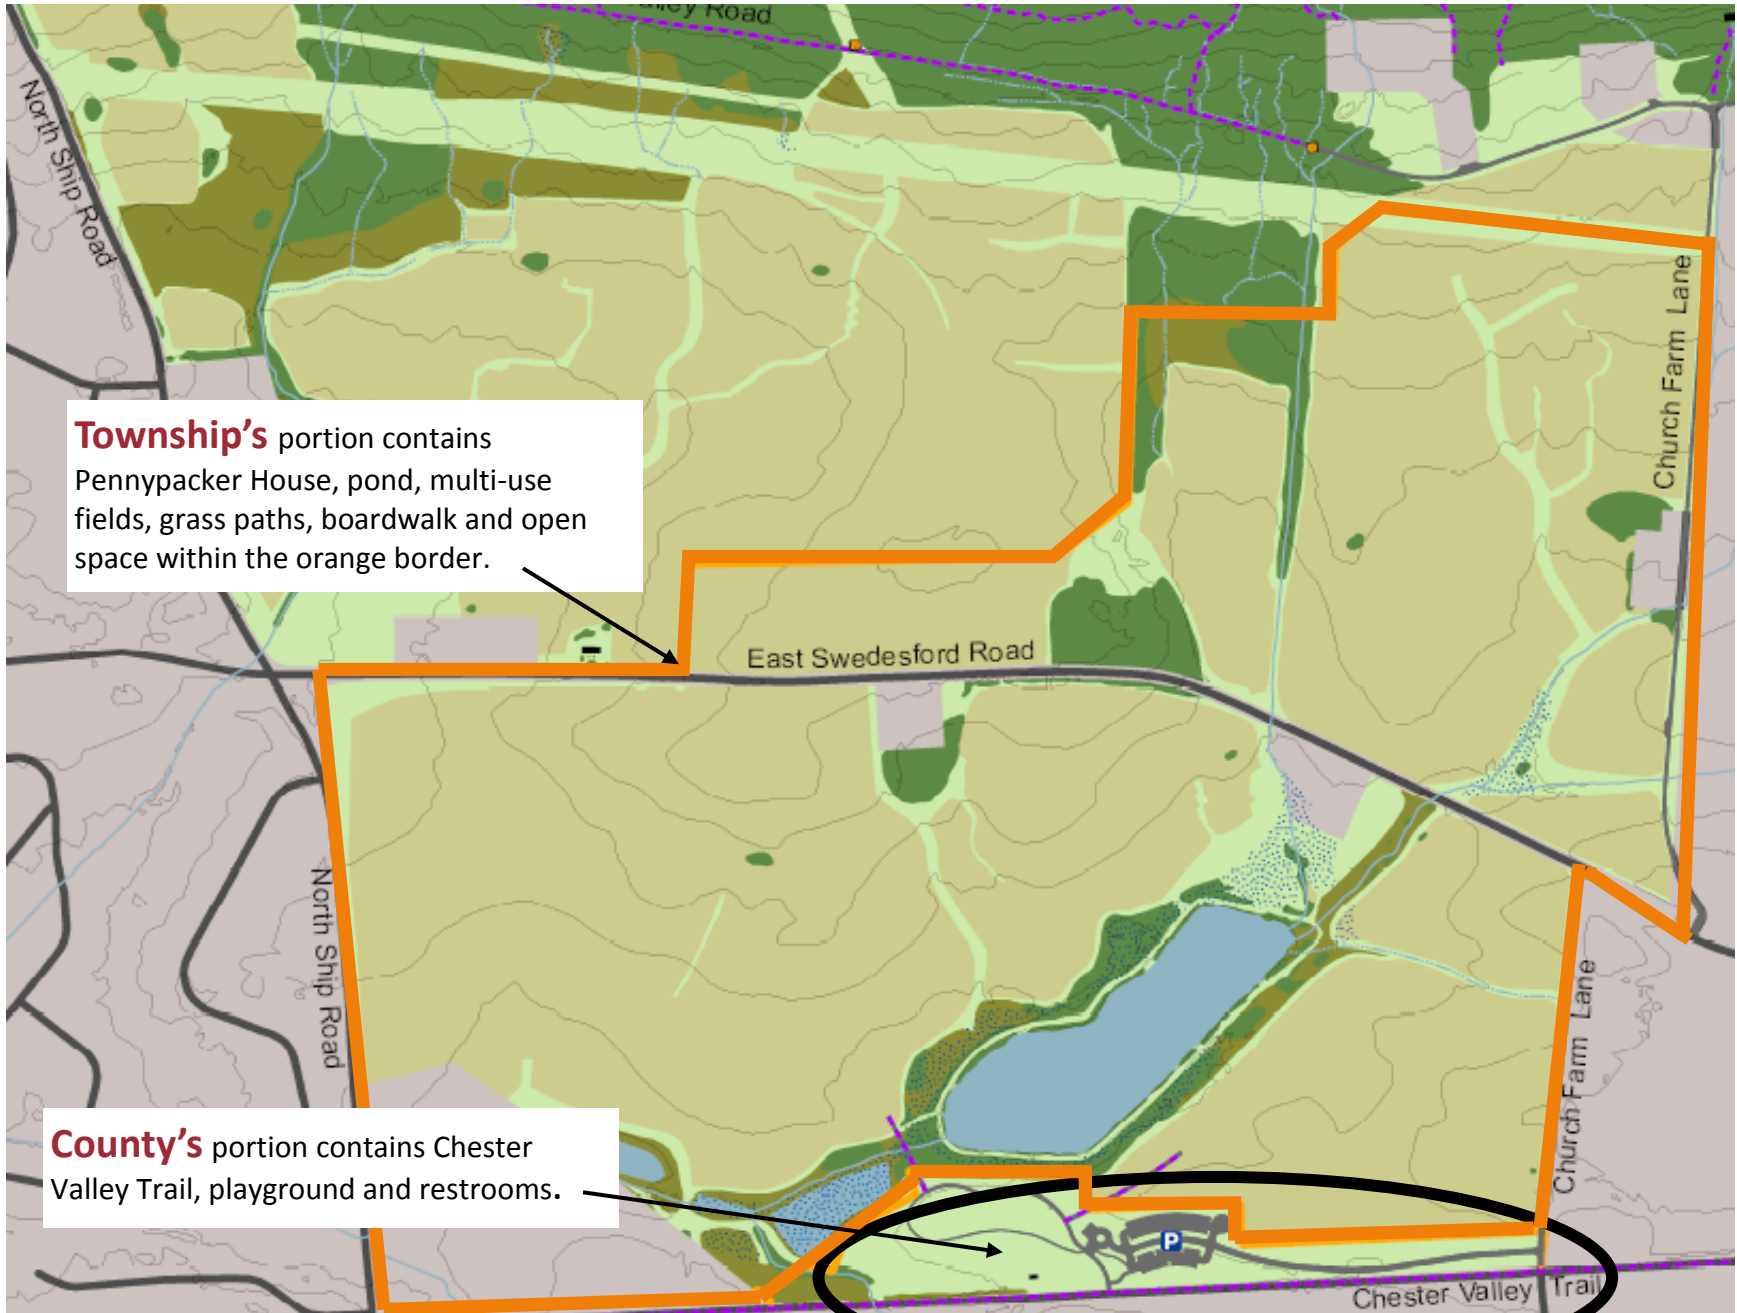 alley Road
North Ship Road
Church Farm Lane
Township's portion contains
Pennypacker House, pond, multi-use
fields, grass paths, boardwalk and open
space within the orange border.
East Swedesford Road
North Ship Road
Church Farm Lane
County's portion contains Chester
Valley Trail, playground and restrooms.
P
Chester Valley Trail